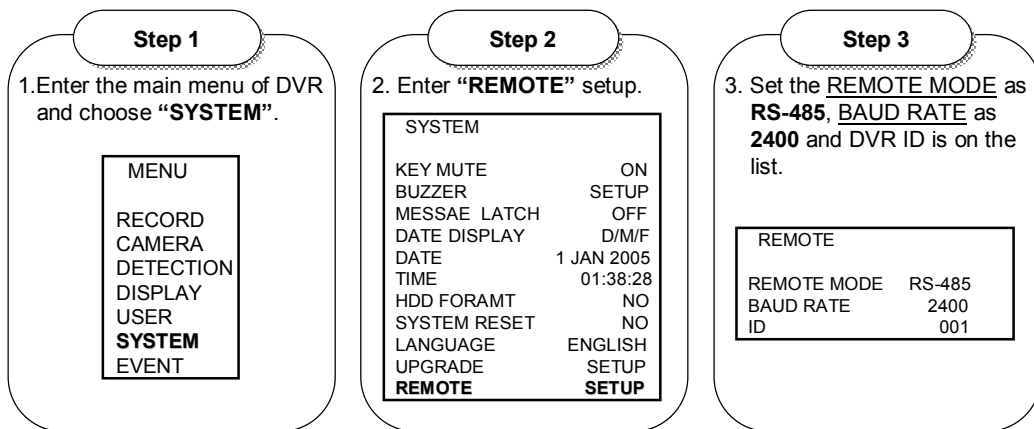 Step 1
1.Enter the main menu of DVR
and choose “SYSTEM”.
MENU
RECORD
CAMERA
DETECTION
DISPLAY
USER
SYSTEM
EVENT
Step 2
2. Enter “REMOTE” setup.
SYSTEM
KEY MUTE ON
BUZZER SETUP
MESSAE LATCH OFF
DATE DISPLAY D/M/F
DATE 1 JAN 2005
TIME 01:38:28
HDD FORAMT NO
SYSTEM RESET NO
LANGUAGE ENGLISH
UPGRADE SETUP
REMOTE SETUP
Step 3
3. Set the REMOTE MODE as
RS-485, BAUD RATE as
2400 and DVR ID is on the
list.
REMOTE
REMOTE MODE RS-485
BAUD RATE 2400
ID 001